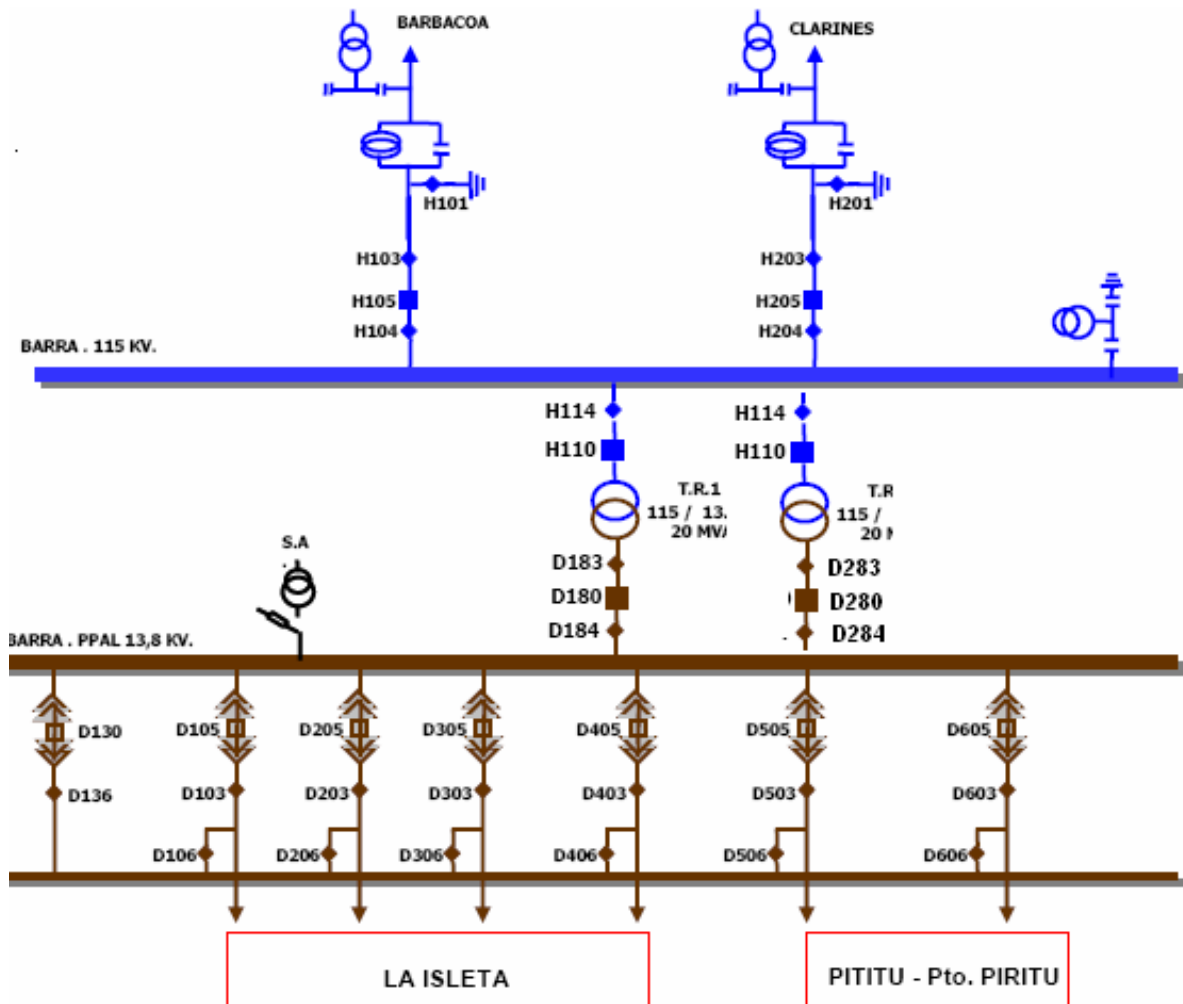 BARBACOA
CLARINES
H101
H201
H103
H203
H105
H205
H104
H204
BARRA . 115 KV.
H114
H114
H110
H110
T.R.1
115 / 13.
20 MVA
T.R
115 /
20 M
S.A
D183
D283
D180
D280
D184
D284
BARRA . PPAL 13,8 KV.
D130
D105
D205
D305
D405
D505
D605
D136
D103
D203
D303
D403
D503
D603
D106
D206
D306
D406
D506
D606
LA ISLETA
PITITU - Pto. PIRITU